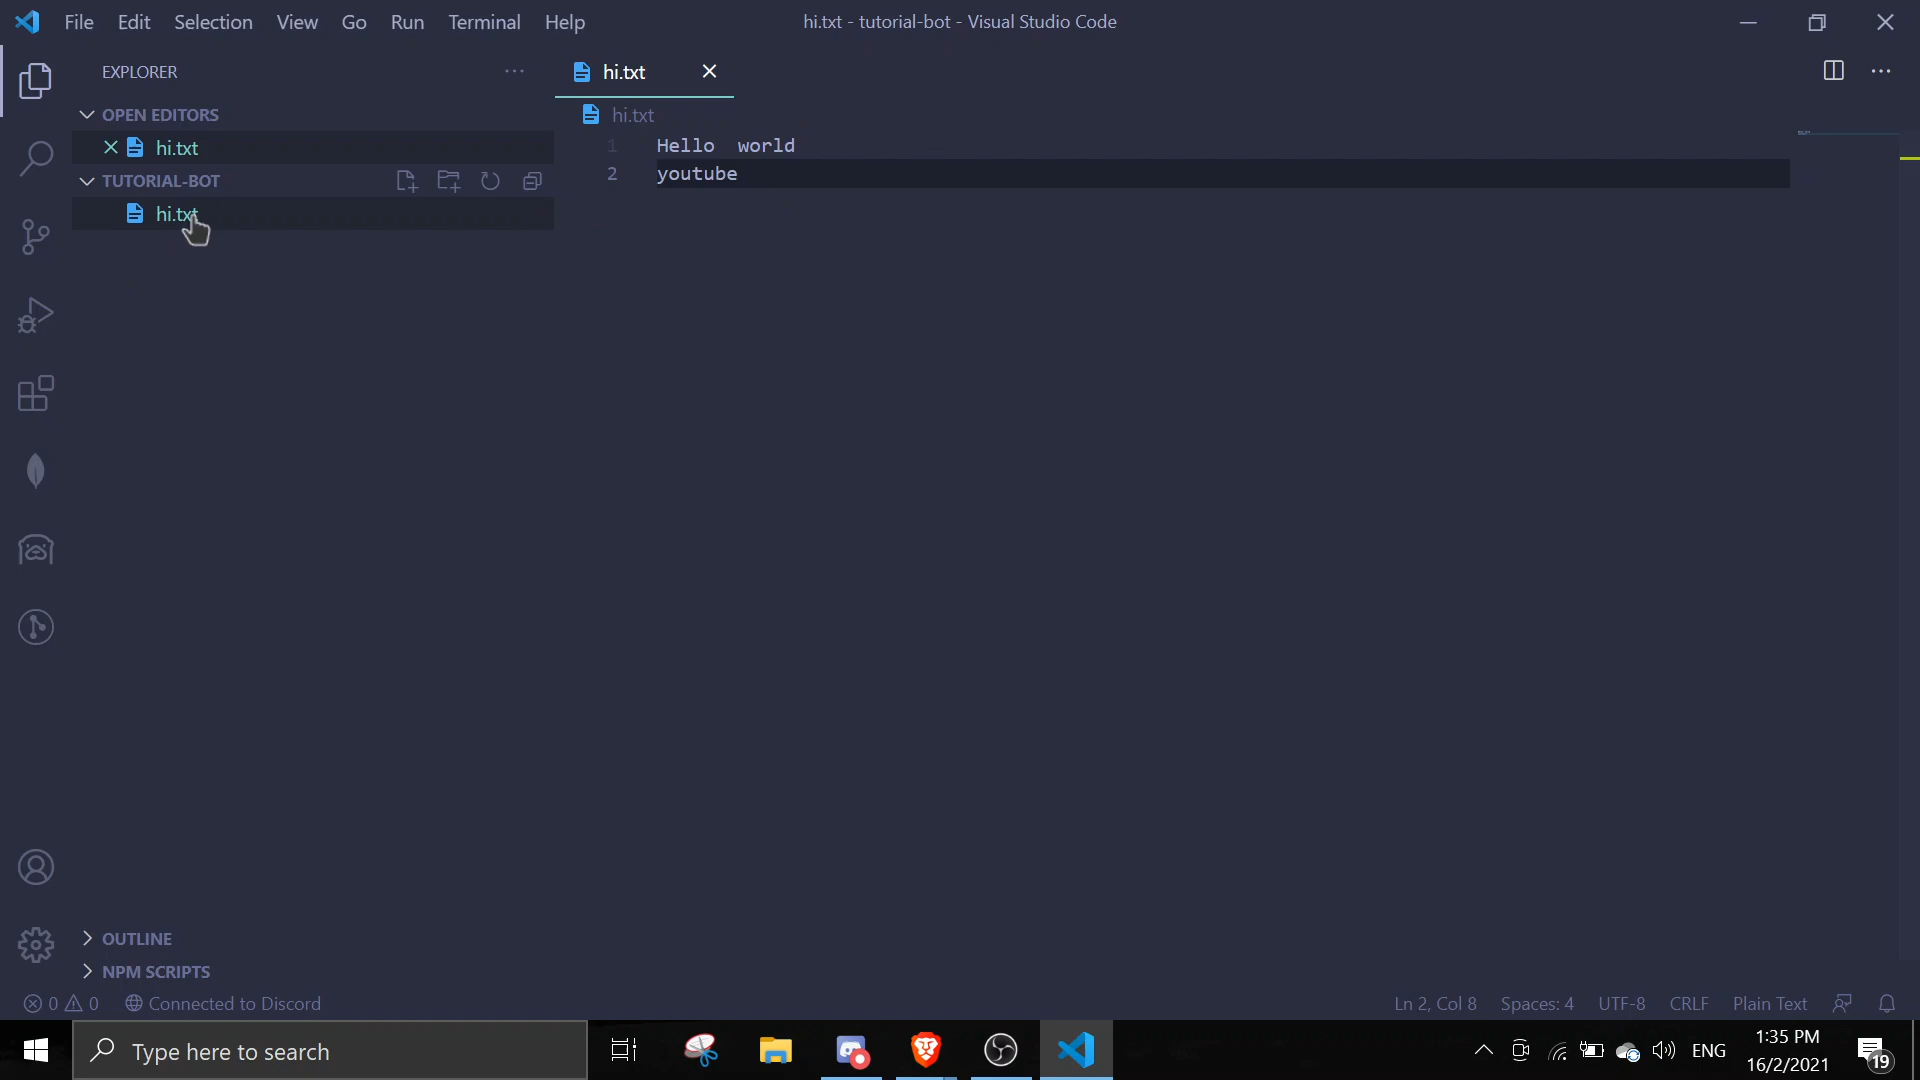 File Edit Selection View Go Run Terminal Help
hi.txt - tutorial-bot - Visual Studio Code
EXPLORER
hi.txt
OPEN EDITORS
hi.txt
hi.txt
1 Hello  world
2 youtube
TUTORIAL-BOT
hi.txt
OUTLINE
NPM SCRIPTS
0 0 Connected to Discord
Ln 2, Col 8 Spaces: 4 UTF-8 CRLF Plain Text
Type here to search
ENG
1:35 PM
16/2/2021
19